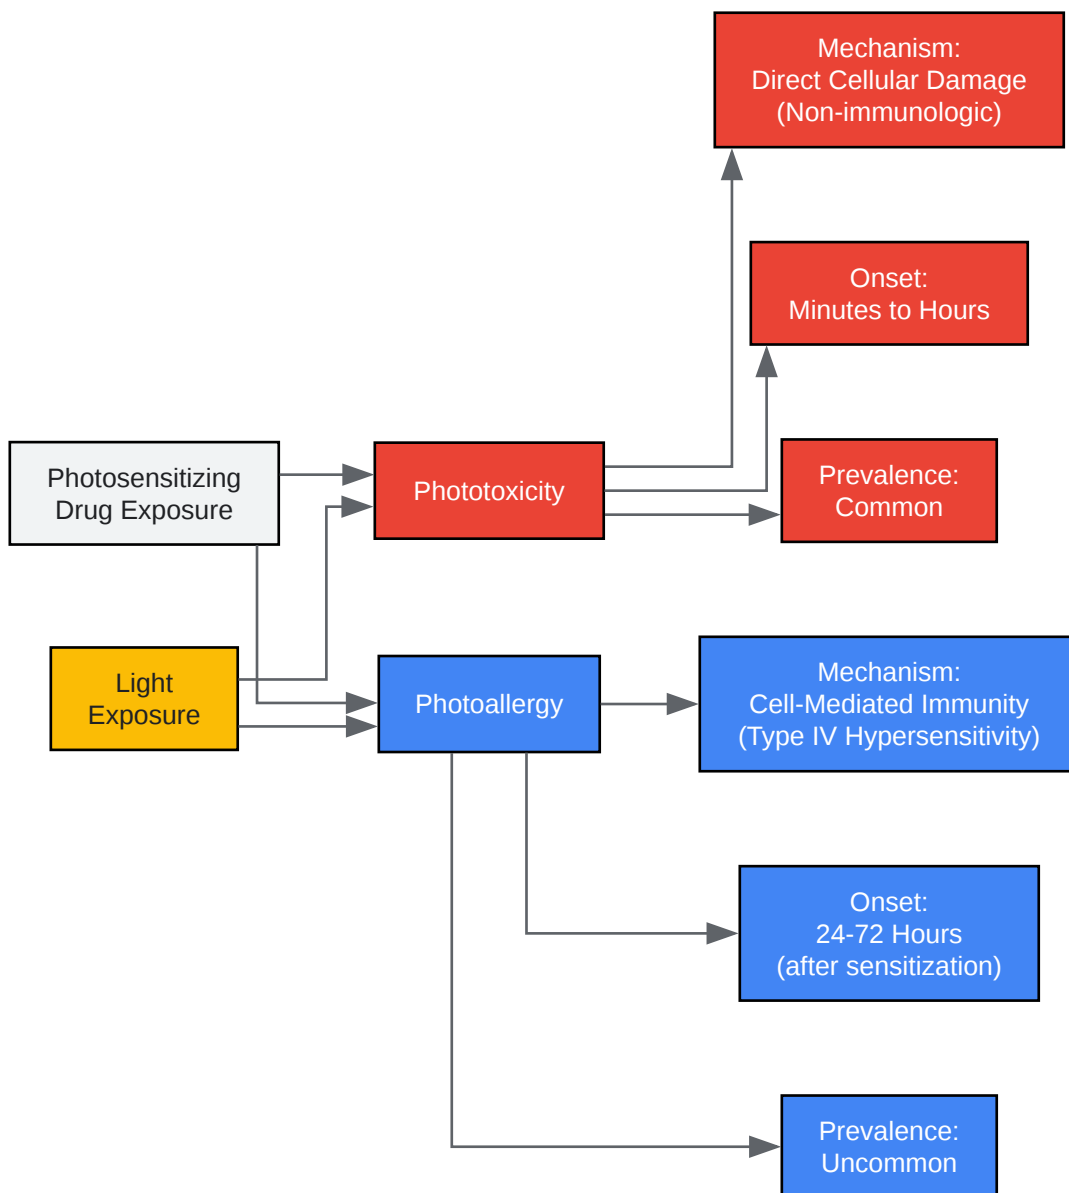 Mechanism:
Direct Cellular Damage
(Non-immunologic)
Onset:
Minutes to Hours
Photosensitizing
Drug Exposure
Phototoxicity
Prevalence:
Common
Light
Exposure
Photoallergy
Mechanism:
Cell-Mediated Immunity
(Type IV Hypersensitivity)
Onset:
24-72 Hours
(after sensitization)
Prevalence:
Uncommon